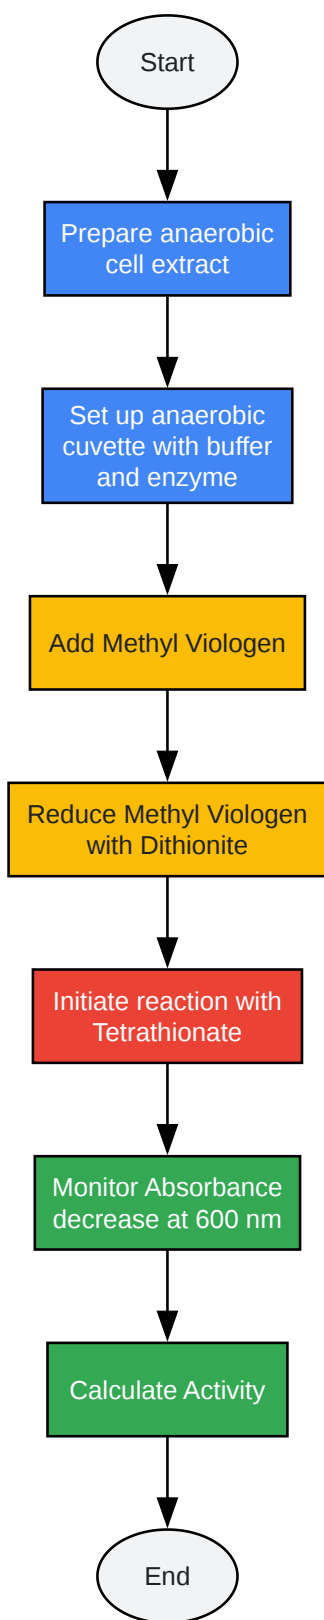 Start
Prepare anaerobic
cell extract
Set up anaerobic
cuvette with buffer
and enzyme
Add Methyl Viologen
Reduce Methyl Viologen
with Dithionite
Initiate reaction with
Tetrathionate
Monitor Absorbance
decrease at 600 nm
Calculate Activity
End